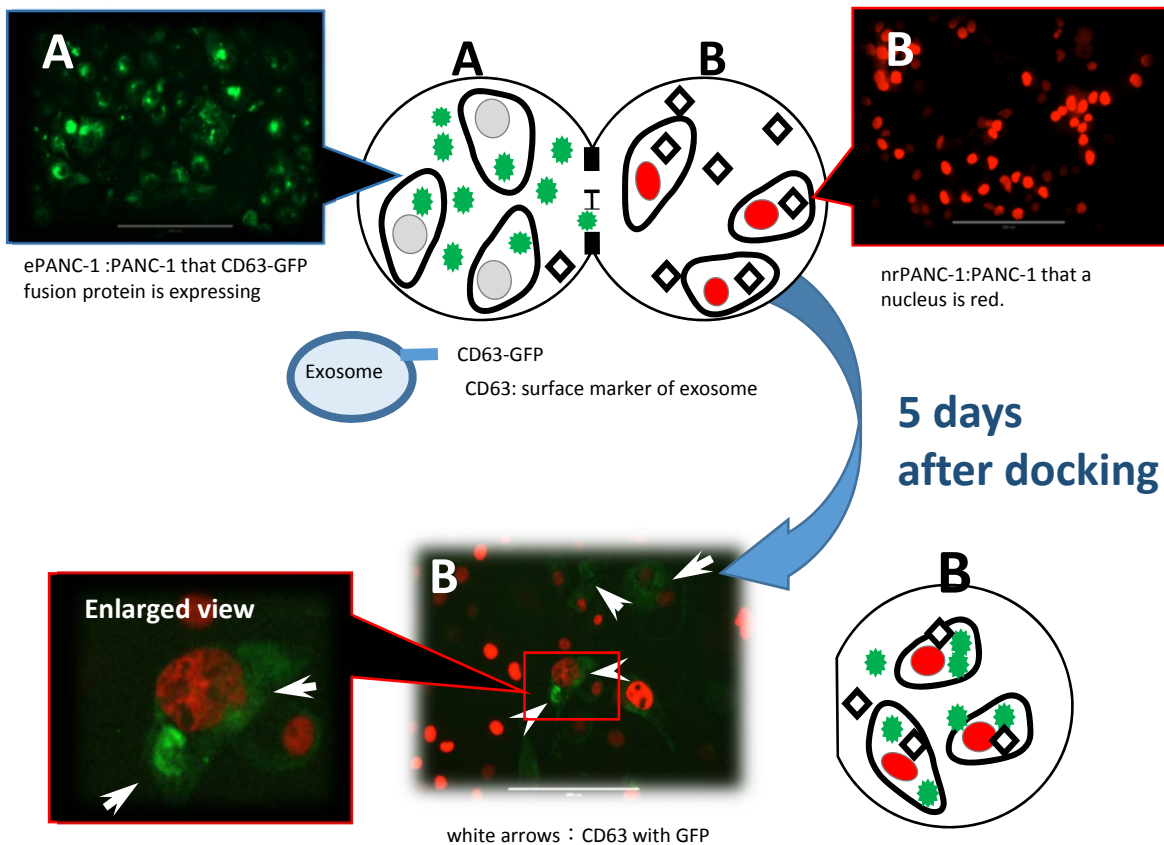 A
A
B
B
ePANC-1 :PANC-1 that CD63-GFP
fusion protein is expressing
nrPANC-1:PANC-1 that a
nucleus is red.
Exosome
CD63-GFP
CD63: surface marker of exosome
5 days
after docking
Enlarged view
B
B
white arrows：CD63 with GFP